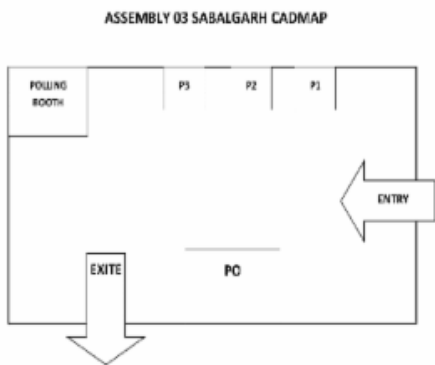 ASSEMBLY 03 SABALGARH CADMAP
POLLING
BOOTH
P3
P2
P1
ENTRY
EXITE
PO